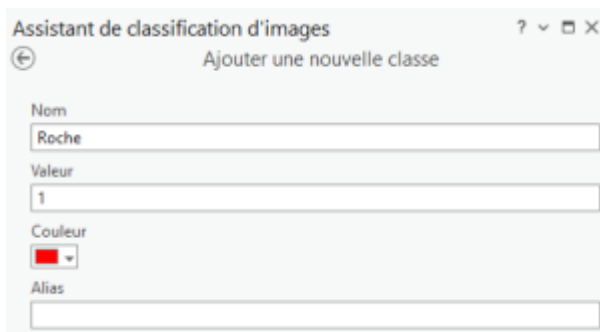 Assistant de classification d'images
Ajouter une nouvelle classe
Nom
Roche
Valeur
1
Couleur
Alias